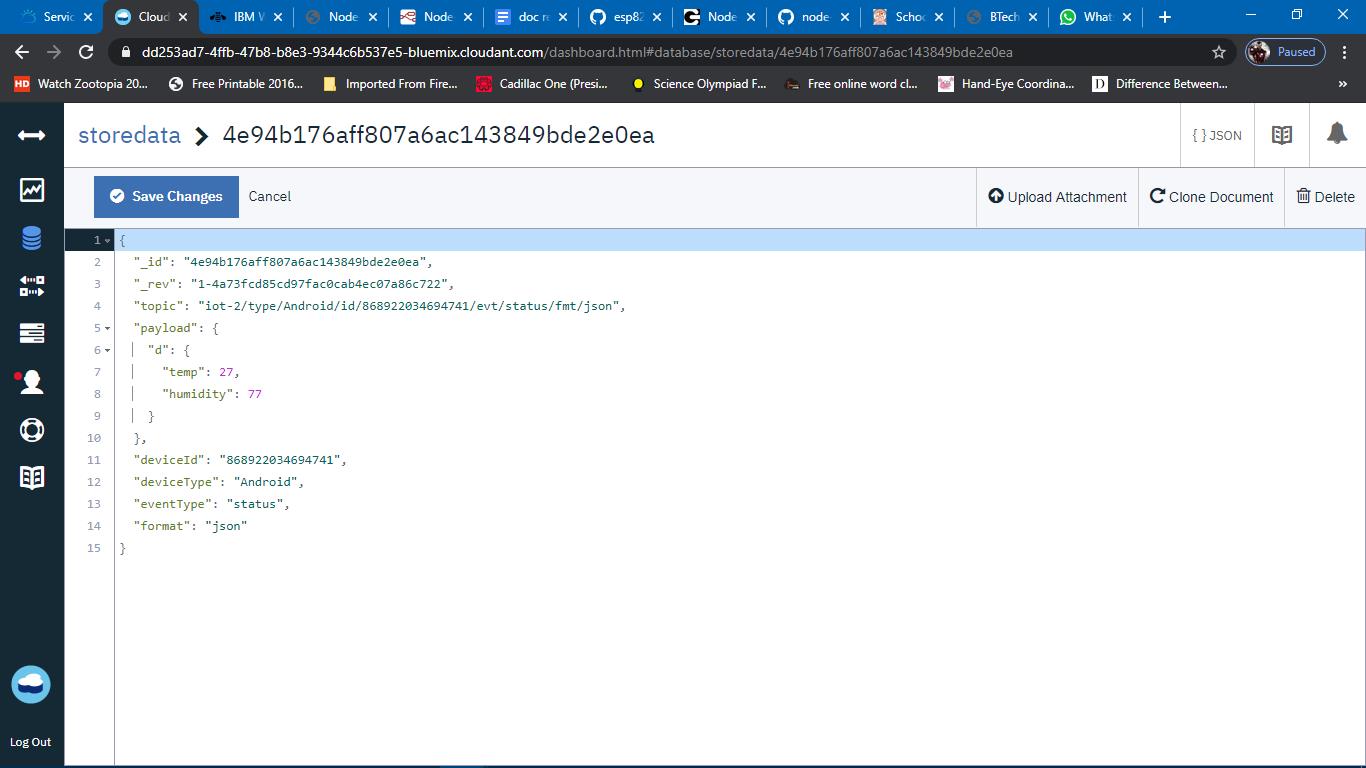 Servic
Cloud
IBM W
Node
Node
doc re
esp82
Node
node-
Schoo
BTech
Whats
dd253ad7-4ffb-47b8-b8e3-9344c6b537e5-bluemix.cloudant.com/dashboard.html#database/storedata/4e94b176aff807a6ac143849bde2e0ea
Paused
HD Watch Zootopia 20...
Free Printable 2016...
Imported From Fire...
Cadillac One (Presi...
Science Olympiad F...
Free online word cl...
Hand-Eye Coordina...
D Difference Between...
»
storedata > 4e94b176aff807a6ac143849bde2e0ea
{ } JSON
Save Changes
Cancel
Upload Attachment
Clone Document
Delete
1 {
2 "_id": "4e94b176aff807a6ac143849bde2e0ea",
3 "_rev": "1-4a73fcd85cd97fac0cab4ec07a86c722",
4 "topic": "iot-2/type/Android/id/868922034694741/evt/status/fmt/json",
5 "payload": {
6 "d": {
7 "temp": 27,
8 "humidity": 77
9 }
10 },
11 "deviceId": "868922034694741",
12 "deviceType": "Android",
13 "eventType": "status",
14 "format": "json"
15 }
Log Out